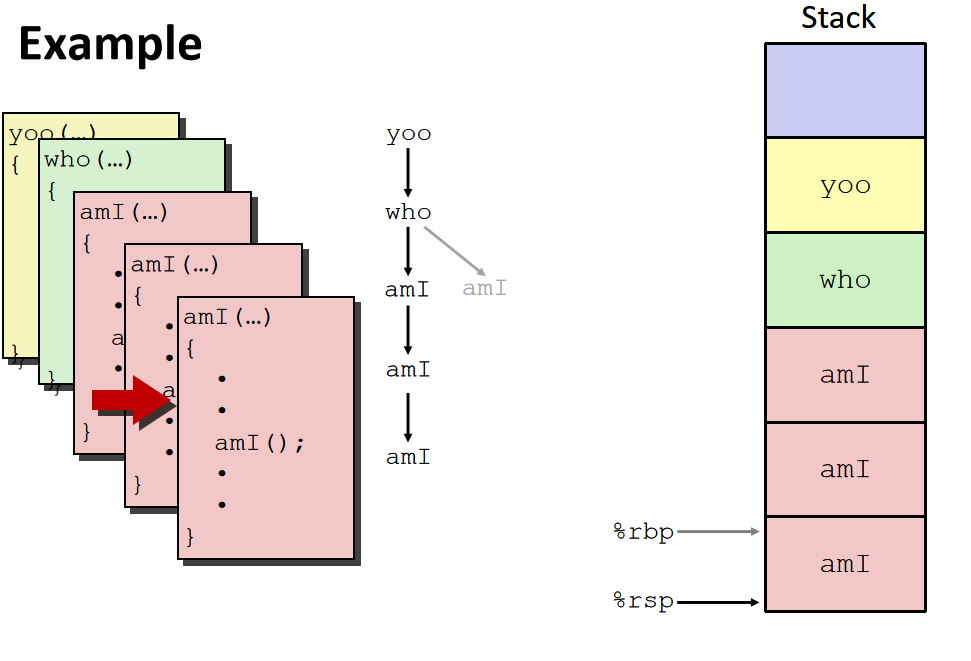 Example
Stack
yoo(…)
{
}
who(…)
{
}
amI(…)
{
•
•
a
•
}
amI(…)
{
•
•
a
•
•
}
amI(…)
{
•
•
amI();
•
•
}
yoo
who
amI amI
amI
amI
yoo
who
amI
amI
amI
%rbp
%rsp